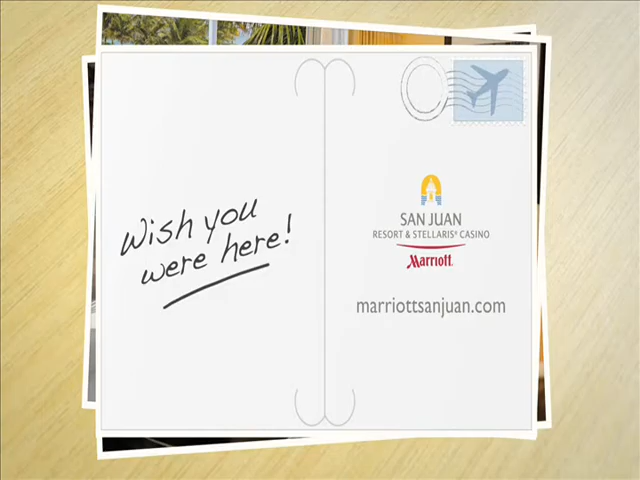 Wish you
were here!
SAN JUAN
RESORT & STELLARIS® CASINO
Marriott.
marriottsanjuan.com